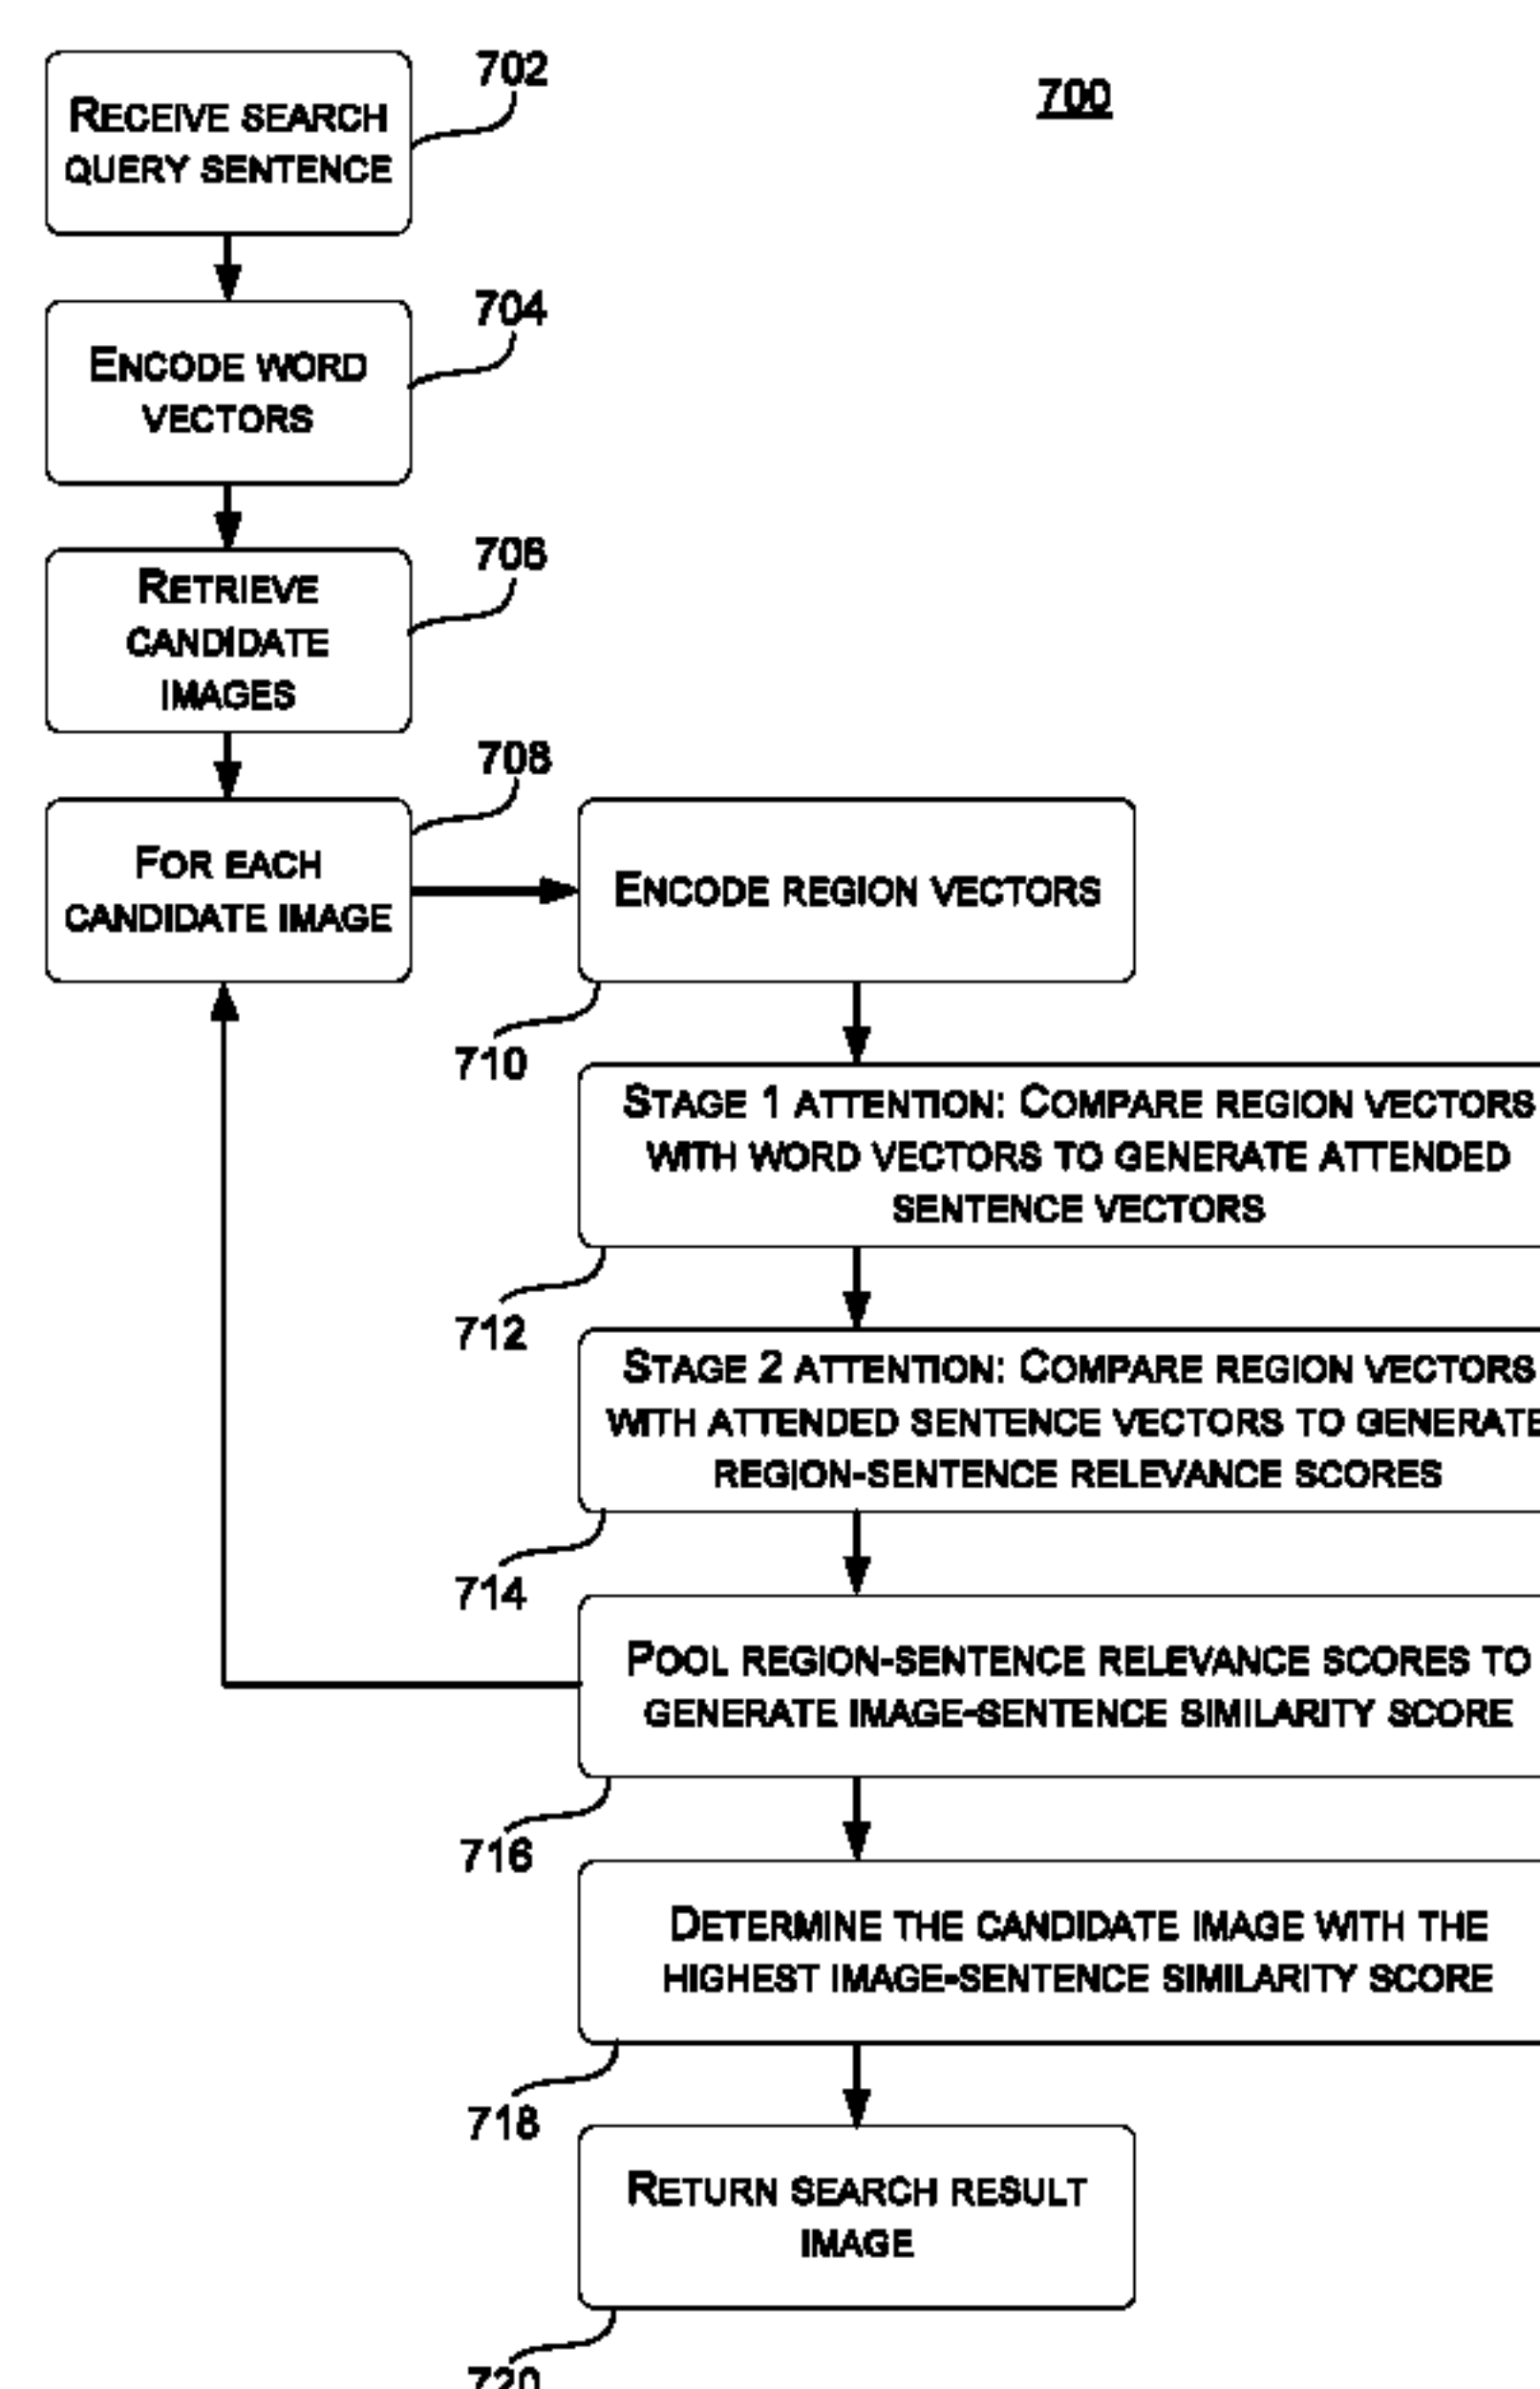 702
700
RECEIVE SEARCH
QUERY SENTENCE
704
ENCODE WORD
VECTORS
706
RETRIEVE
CANDIDATE
IMAGES
708
FOR EACH
CANDIDATE IMAGE
ENCODE REGION VECTORS
710
STAGE 1 ATTENTION: COMPARE REGION VECTORS
WITH WORD VECTORS TO GENERATE ATTENDED
SENTENCE VECTORS
712
STAGE 2 ATTENTION: COMPARE REGION VECTORS
WITH ATTENDED SENTENCE VECTORS TO GENERATE
REGION-SENTENCE RELEVANCE SCORES
714
POOL REGION-SENTENCE RELEVANCE SCORES TO
GENERATE IMAGE-SENTENCE SIMILARITY SCORE
716
DETERMINE THE CANDIDATE IMAGE WITH THE
HIGHEST IMAGE-SENTENCE SIMILARITY SCORE
718
RETURN SEARCH RESULT
IMAGE
720